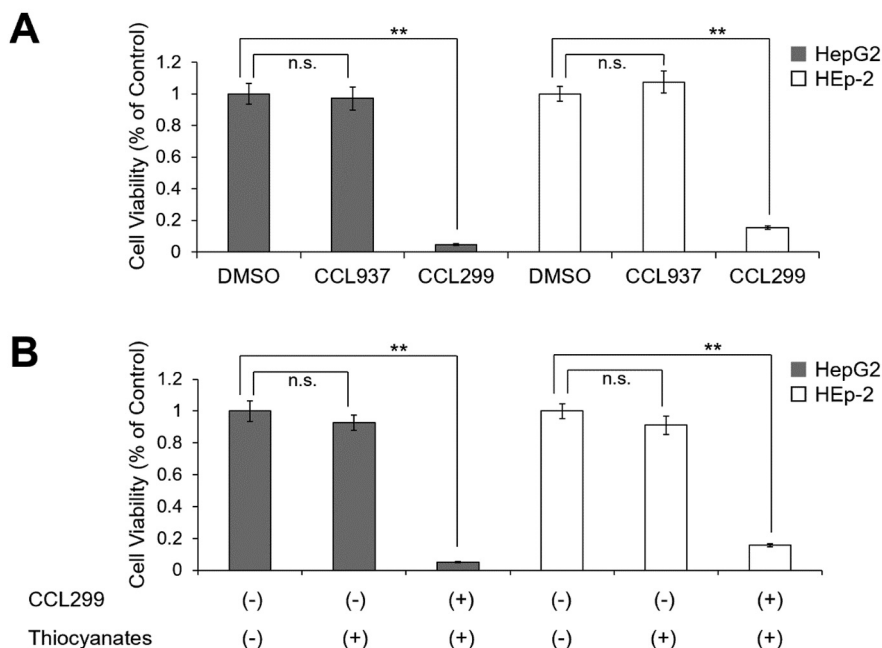 A
** **
n.s. n.s.
HepG2
HEp-2
Cell Viability (% of Control)
1.2
1
0.8
0.6
0.4
0.2
0
DMSO CCL937 CCL299 DMSO CCL937 CCL299
B
** **
n.s. n.s.
HepG2
HEp-2
Cell Viability (% of Control)
1.2
1
0.8
0.6
0.4
0.2
0
CCL299 (-) (-) (+) (-) (-) (+)
Thiocyanates (-) (+) (+) (-) (+) (+)